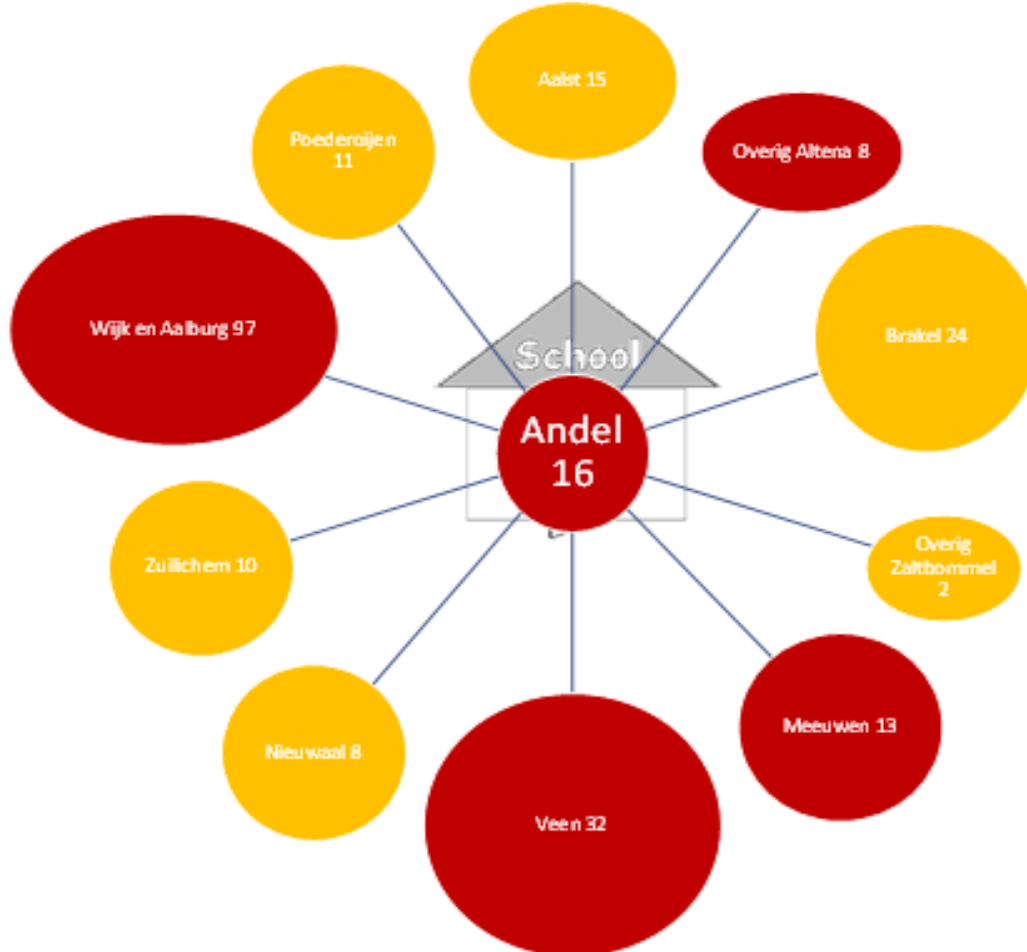 Aalst 15
Poederoijen
11
Overig Altena 8
Wijk en Aalburg 97
Brakel 24
School
Andel
16
Zuilichem 10
Overig
Zaltbommel
2
Nieuwaal 8
Meeuwen 13
Veen 32